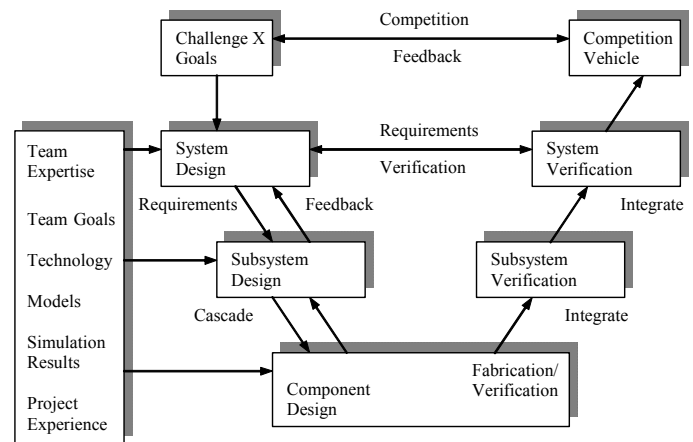 Competition
Challenge X
Goals
Feedback
Competition
Vehicle
Team
Expertise
Team Goals
Technology
Models
Simulation
Results
Project
Experience
System
Design
Requirements
Verification
System
Verification
Requirements
Feedback
Integrate
Subsystem
Design
Subsystem
Verification
Cascade
Integrate
Component
Design
Fabrication/
Verification